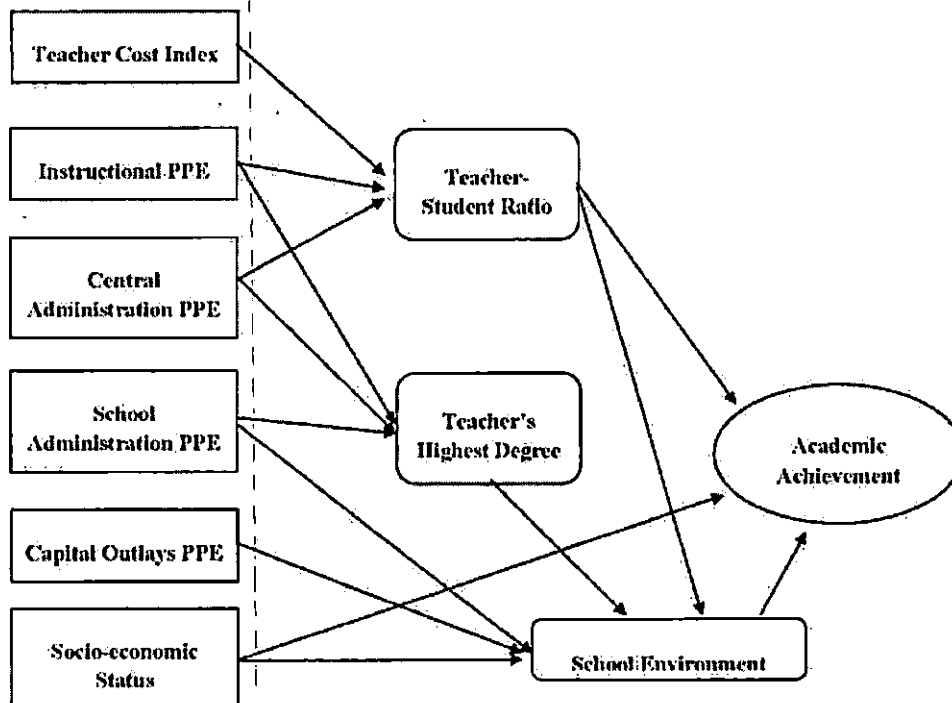 Teacher Cost Index
Instructional PPE
Central
Administration PPE
School
Administration PPE
Capital Outlays PPE
Socio-economic
Status
Teacher-
Student Ratio
Teacher's
Highest Degree
School Environment
Academic
Achievement